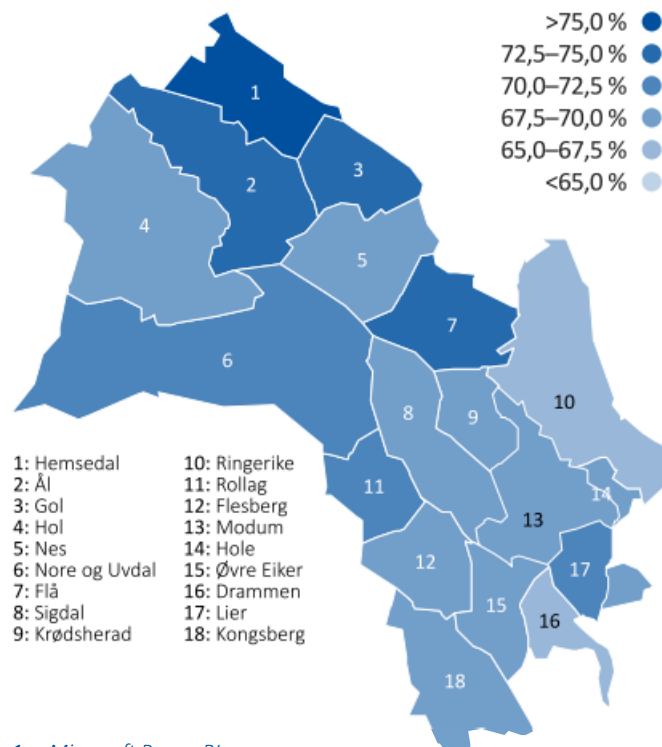 >75,0 %
72,5–75,0 %
70,0–72,5 %
67,5–70,0 %
65,0–67,5 %
<65,0 %
1
2
3
4
5
6
7
8
9
10
11
12
13
14
15
16
17
18
1: Hemsedal
2: Ål
3: Gol
4: Hol
5: Nes
6: Nore og Uvdal
7: Flå
8: Sigdal
9: Krødsherad
10: Ringerike
11: Rollag
12: Flesberg
13: Modum
14: Hole
15: Øvre Eiker
16: Drammen
17: Lier
18: Kongsberg